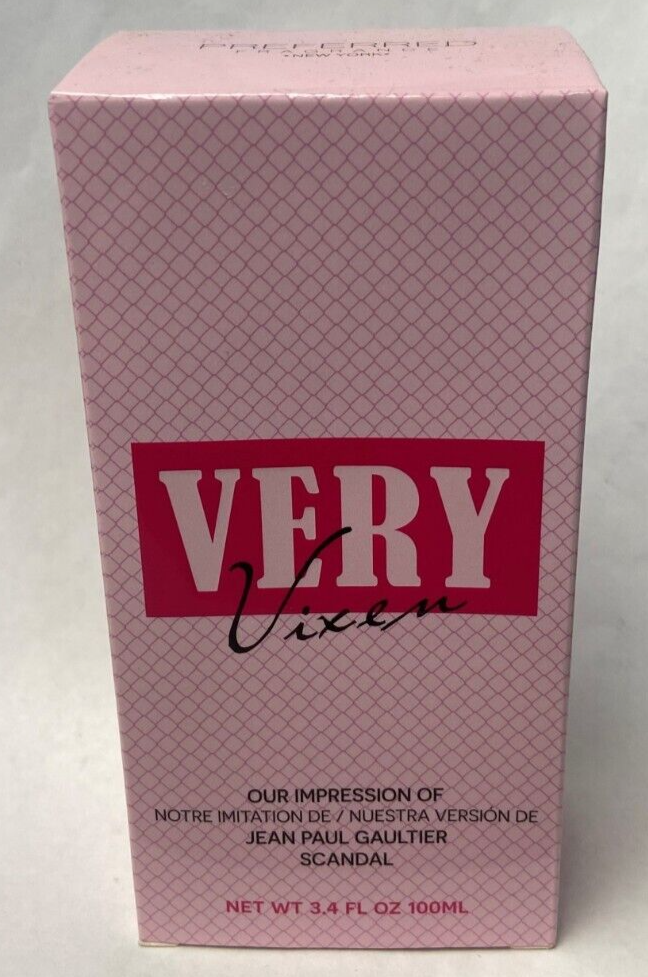 PREFERRED
FRAGRANCE
•NEW YORK•
VERY
Vixen
OUR IMPRESSION OF
NOTRE IMITATION DE / NUESTRA VERSIÓN DE
JEAN PAUL GAULTIER
SCANDAL
NET WT 3.4 FL OZ 100ML